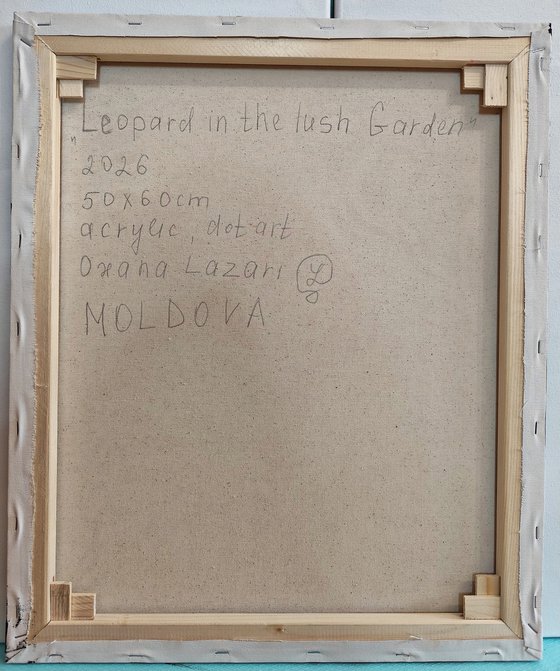 „Leopard in the lush Garden"
2026
50x60cm
acrylic, dot art
Oxana Lazari
MOLDOVA